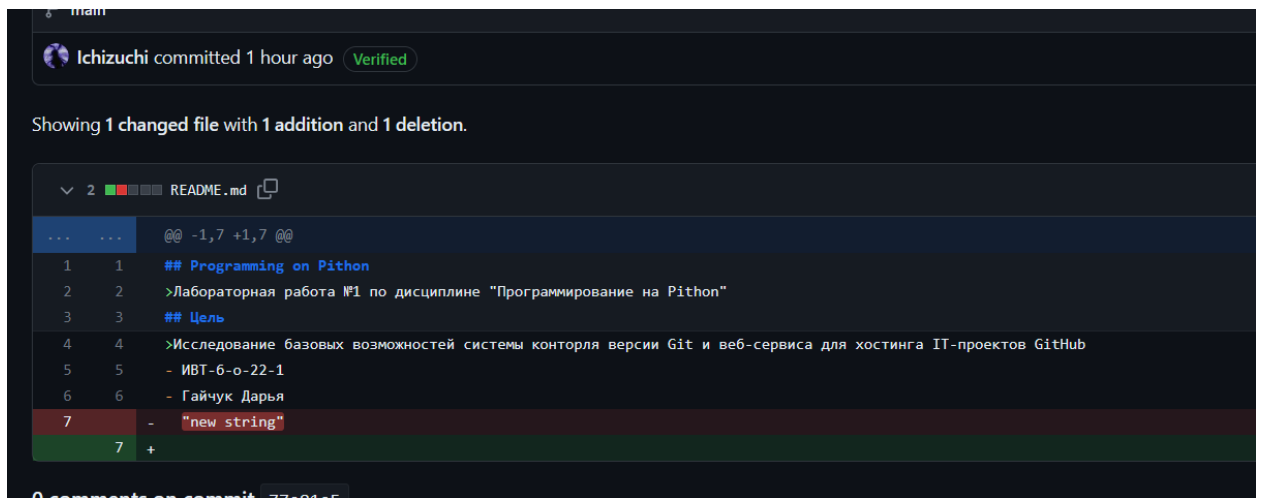 main
Ichizuchi committed 1 hour ago Verified
Showing 1 changed file with 1 addition and 1 deletion.
2 README.md
... ... @@ -1,7 +1,7 @@
1 1 ## Programming on Pithon
2 2 >Лабораторная работа №1 по дисциплине "Программирование на Pithon"
3 3 ## Цель
4 4 >Исследование базовых возможностей системы конторля версии Git и веб-сервиса для хостинга IT-проектов GitHub
5 5 - ИВТ-б-о-22-1
6 6 - Гайчук Дарья
7 - "new string"
7 +
0 comments on commit